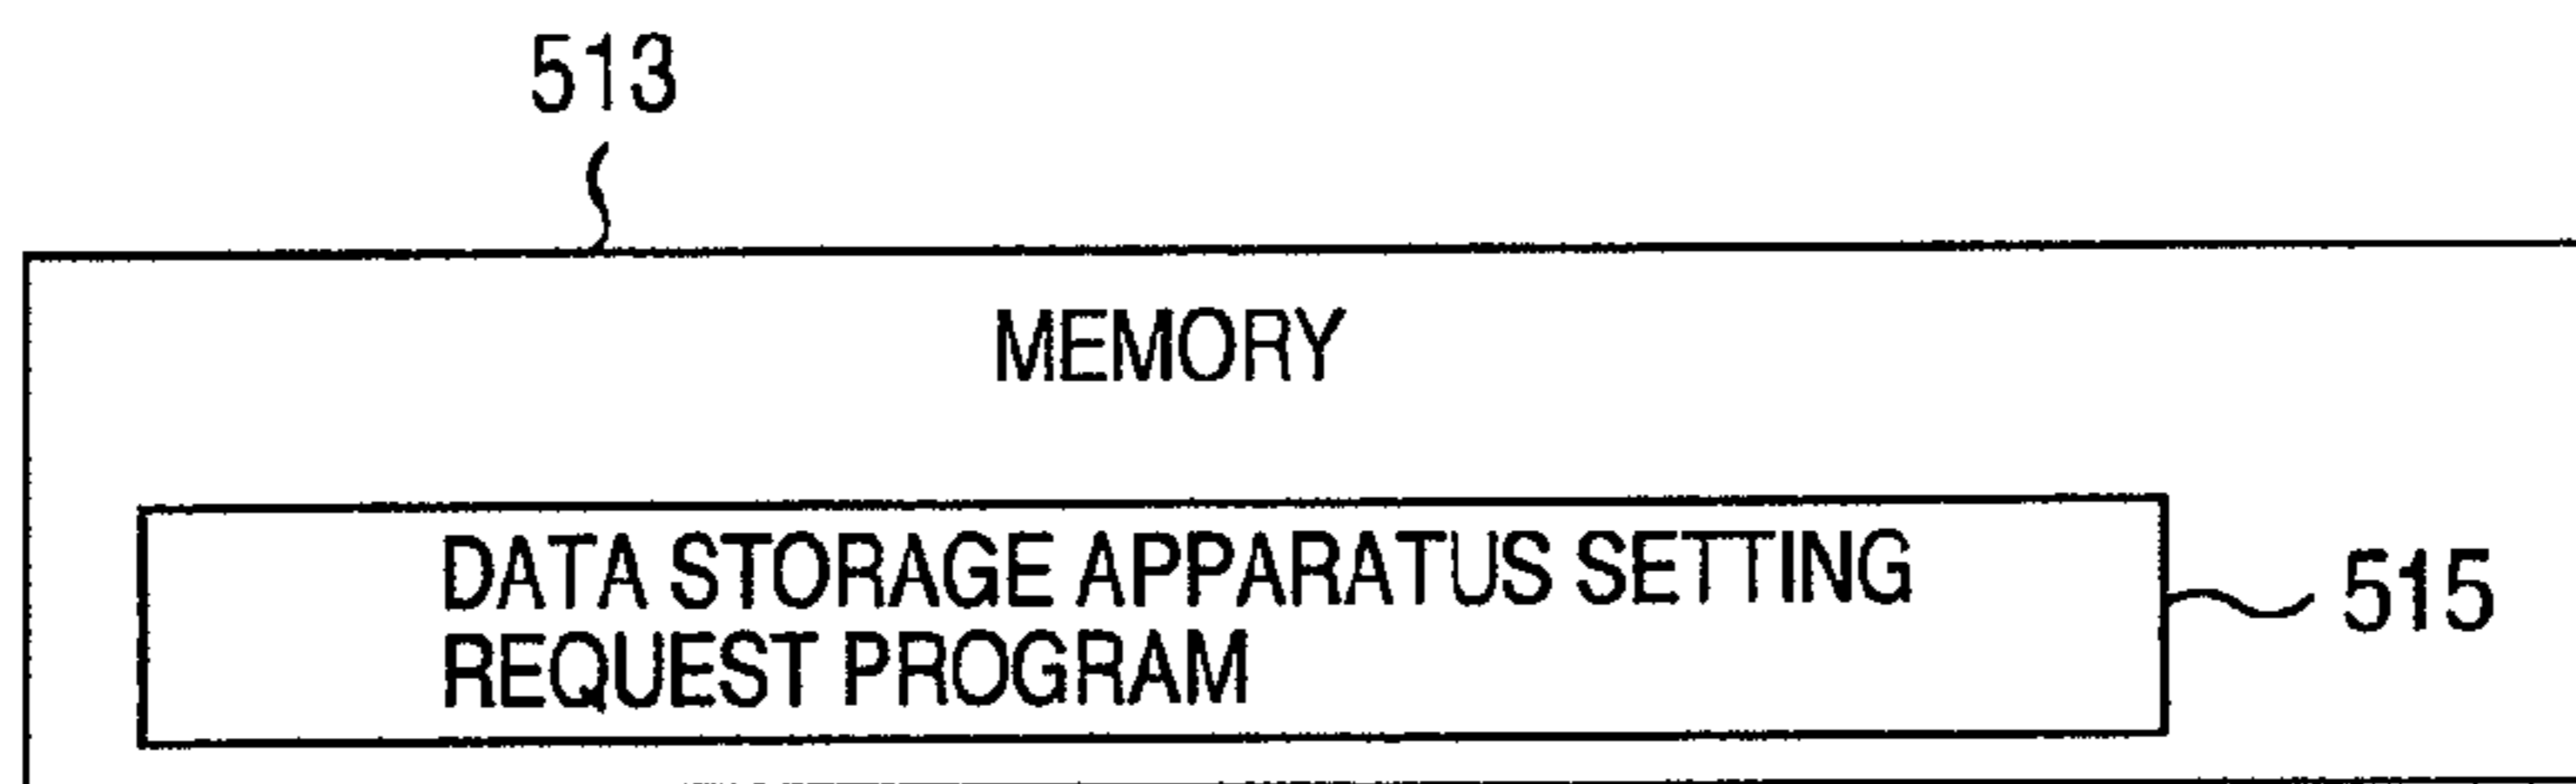 513
MEMORY
DATA STORAGE APPARATUS SETTING
REQUEST PROGRAM
515